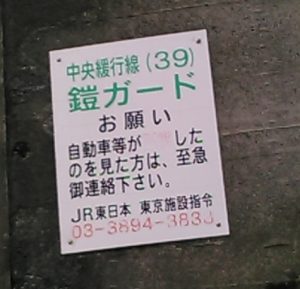 中央緩行線(39)
鎧ガード
お願い
自動車等が した
のを見た方は、至急
御連絡下さい。
JR東日本 東京施設指令
03-3894-3833